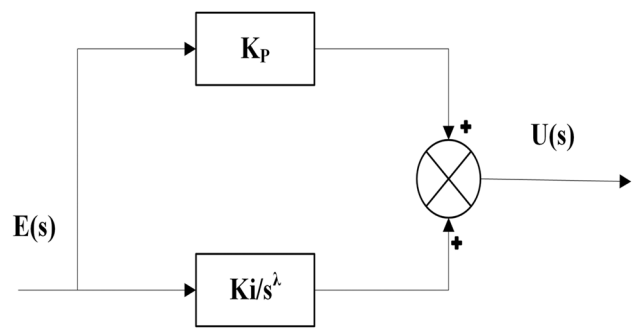 K_P
+
U(s)
E(s)
+
Ki/s^λ